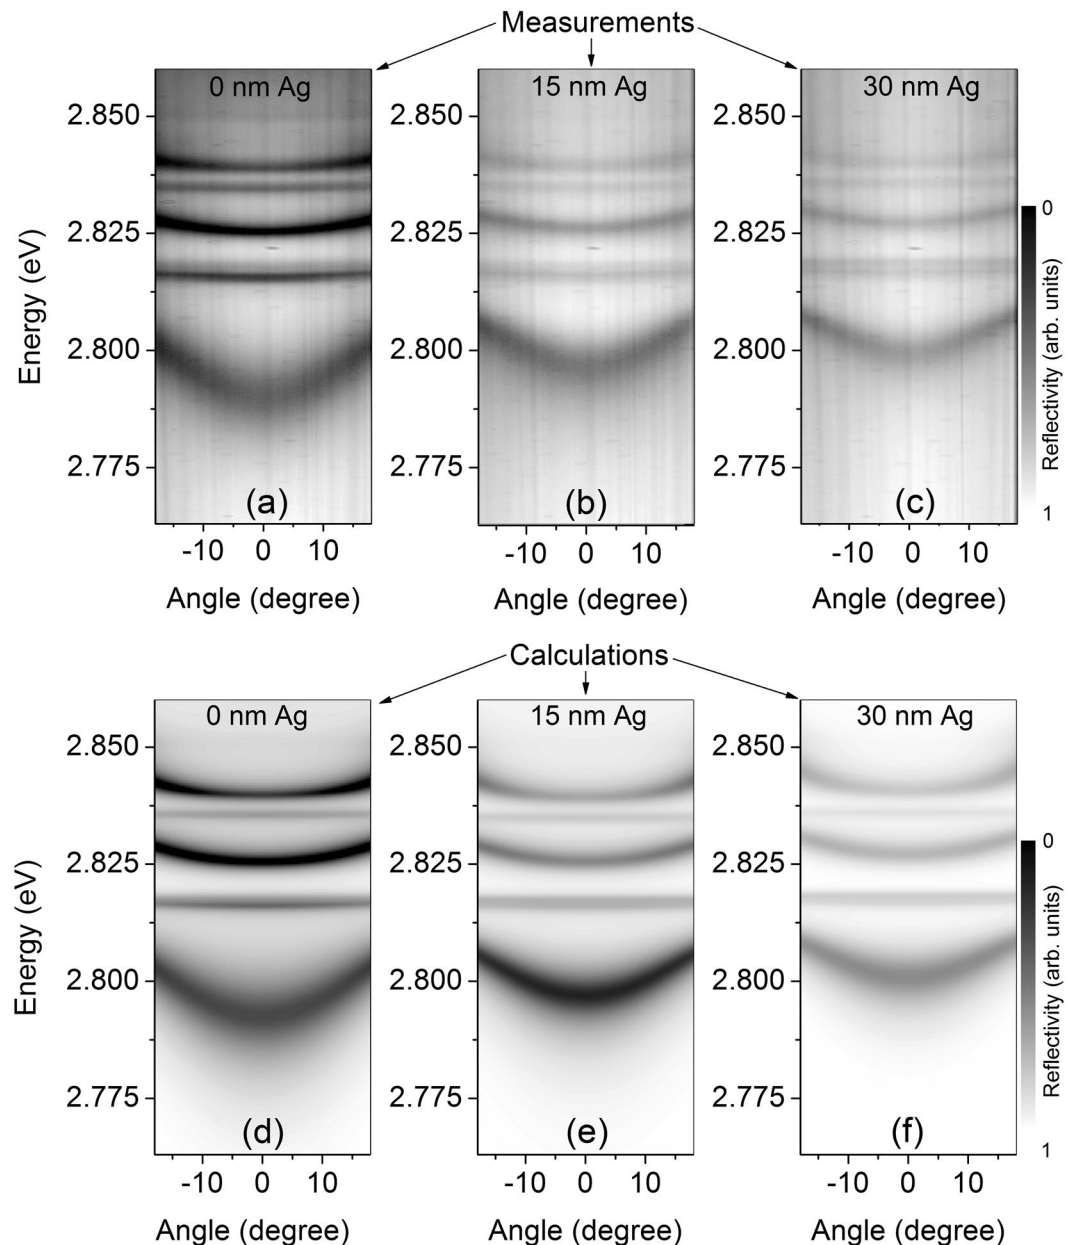 Measurements
0 nm Ag 15 nm Ag 30 nm Ag
2.850 2.850 2.850
2.825 2.825 2.825
2.800 2.800 2.800
2.775 2.775 2.775
Energy (eV)
0
Reflectivity (arb. units)
1
(a) (b) (c)
-10 0 10 -10 0 10 -10 0 10
Angle (degree) Angle (degree) Angle (degree)
Calculations
0 nm Ag 15 nm Ag 30 nm Ag
2.850 2.850 2.850
2.825 2.825 2.825
2.800 2.800 2.800
2.775 2.775 2.775
Energy (eV)
0
Reflectivity (arb. units)
1
(d) (e) (f)
-10 0 10 -10 0 10 -10 0 10
Angle (degree) Angle (degree) Angle (degree)